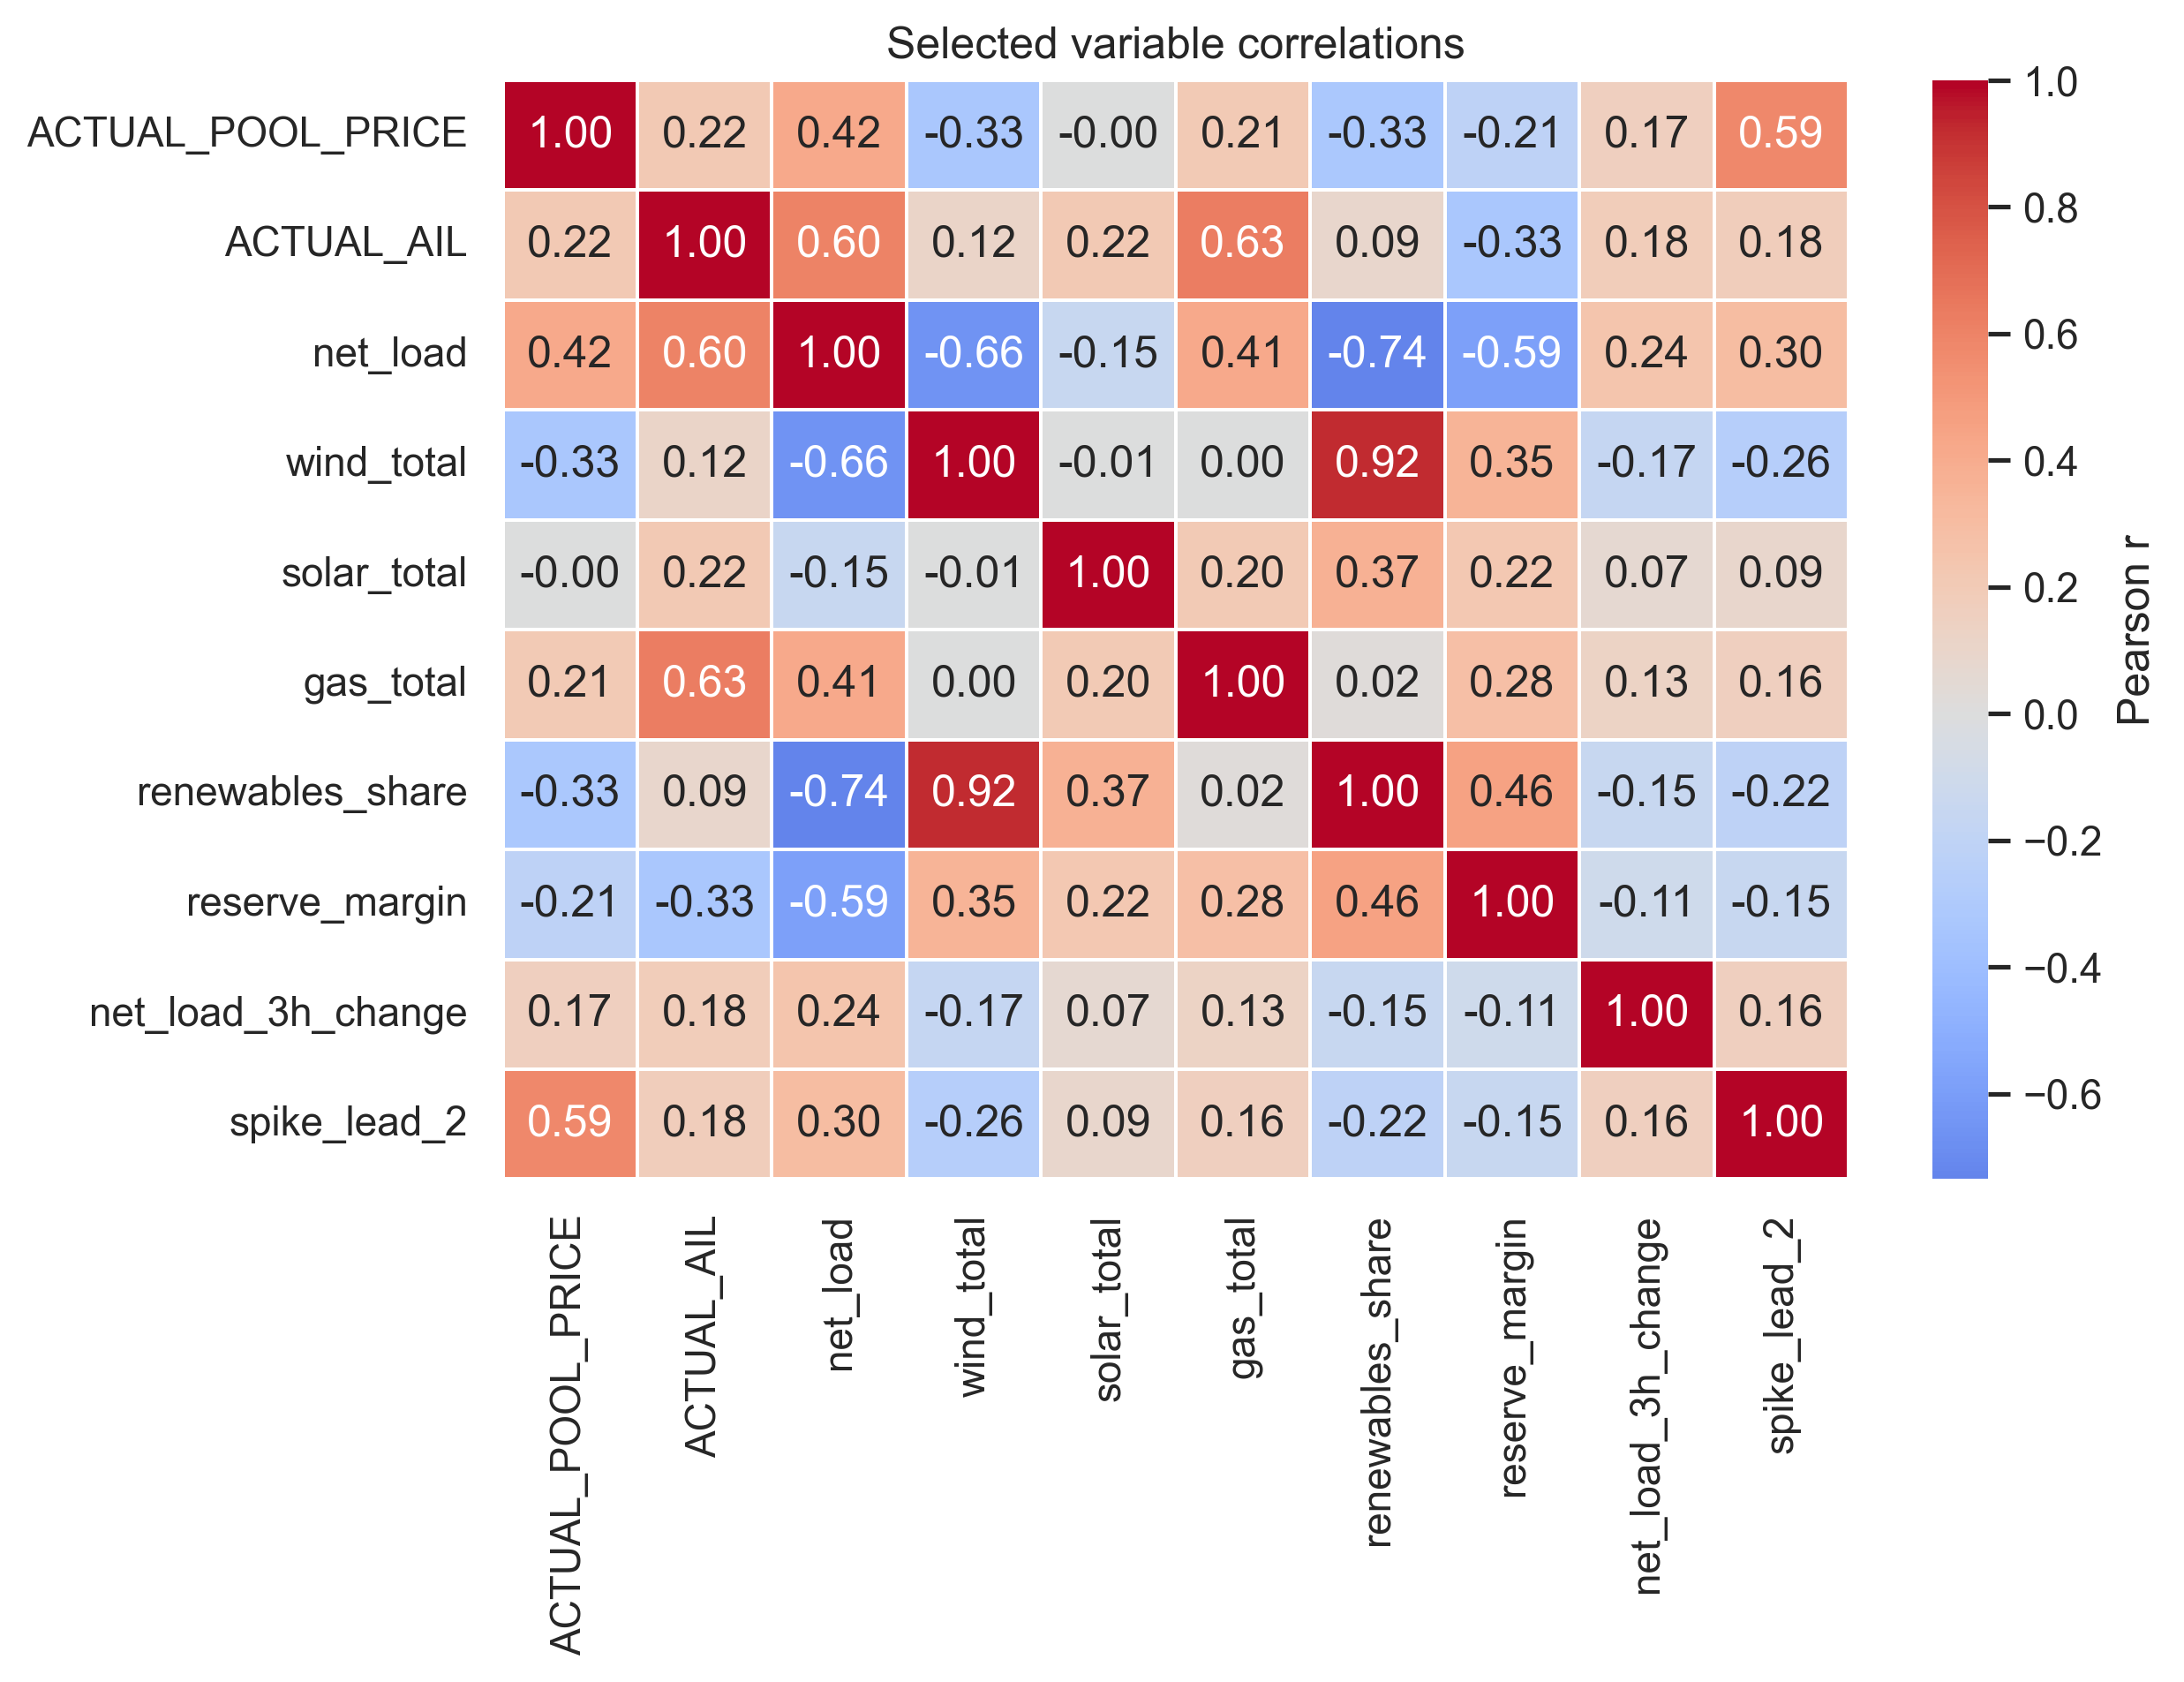 Selected variable correlations
ACTUAL_POOL_PRICE 1.00 0.22 0.42 -0.33 -0.00 0.21 -0.33 -0.21 0.17 0.59
ACTUAL_AIL 0.22 1.00 0.60 0.12 0.22 0.63 0.09 -0.33 0.18 0.18
net_load 0.42 0.60 1.00 -0.66 -0.15 0.41 -0.74 -0.59 0.24 0.30
wind_total -0.33 0.12 -0.66 1.00 -0.01 0.00 0.92 0.35 -0.17 -0.26
solar_total -0.00 0.22 -0.15 -0.01 1.00 0.20 0.37 0.22 0.07 0.09
gas_total 0.21 0.63 0.41 0.00 0.20 1.00 0.02 0.28 0.13 0.16
renewables_share -0.33 0.09 -0.74 0.92 0.37 0.02 1.00 0.46 -0.15 -0.22
reserve_margin -0.21 -0.33 -0.59 0.35 0.22 0.28 0.46 1.00 -0.11 -0.15
net_load_3h_change 0.17 0.18 0.24 -0.17 0.07 0.13 -0.15 -0.11 1.00 0.16
spike_lead_2 0.59 0.18 0.30 -0.26 0.09 0.16 -0.22 -0.15 0.16 1.00
ACTUAL_POOL_PRICE
ACTUAL_AIL
net_load
wind_total
solar_total
gas_total
renewables_share
reserve_margin
net_load_3h_change
spike_lead_2
1.0
0.8
0.6
0.4
0.2
0.0
−0.2
−0.4
−0.6
Pearson r